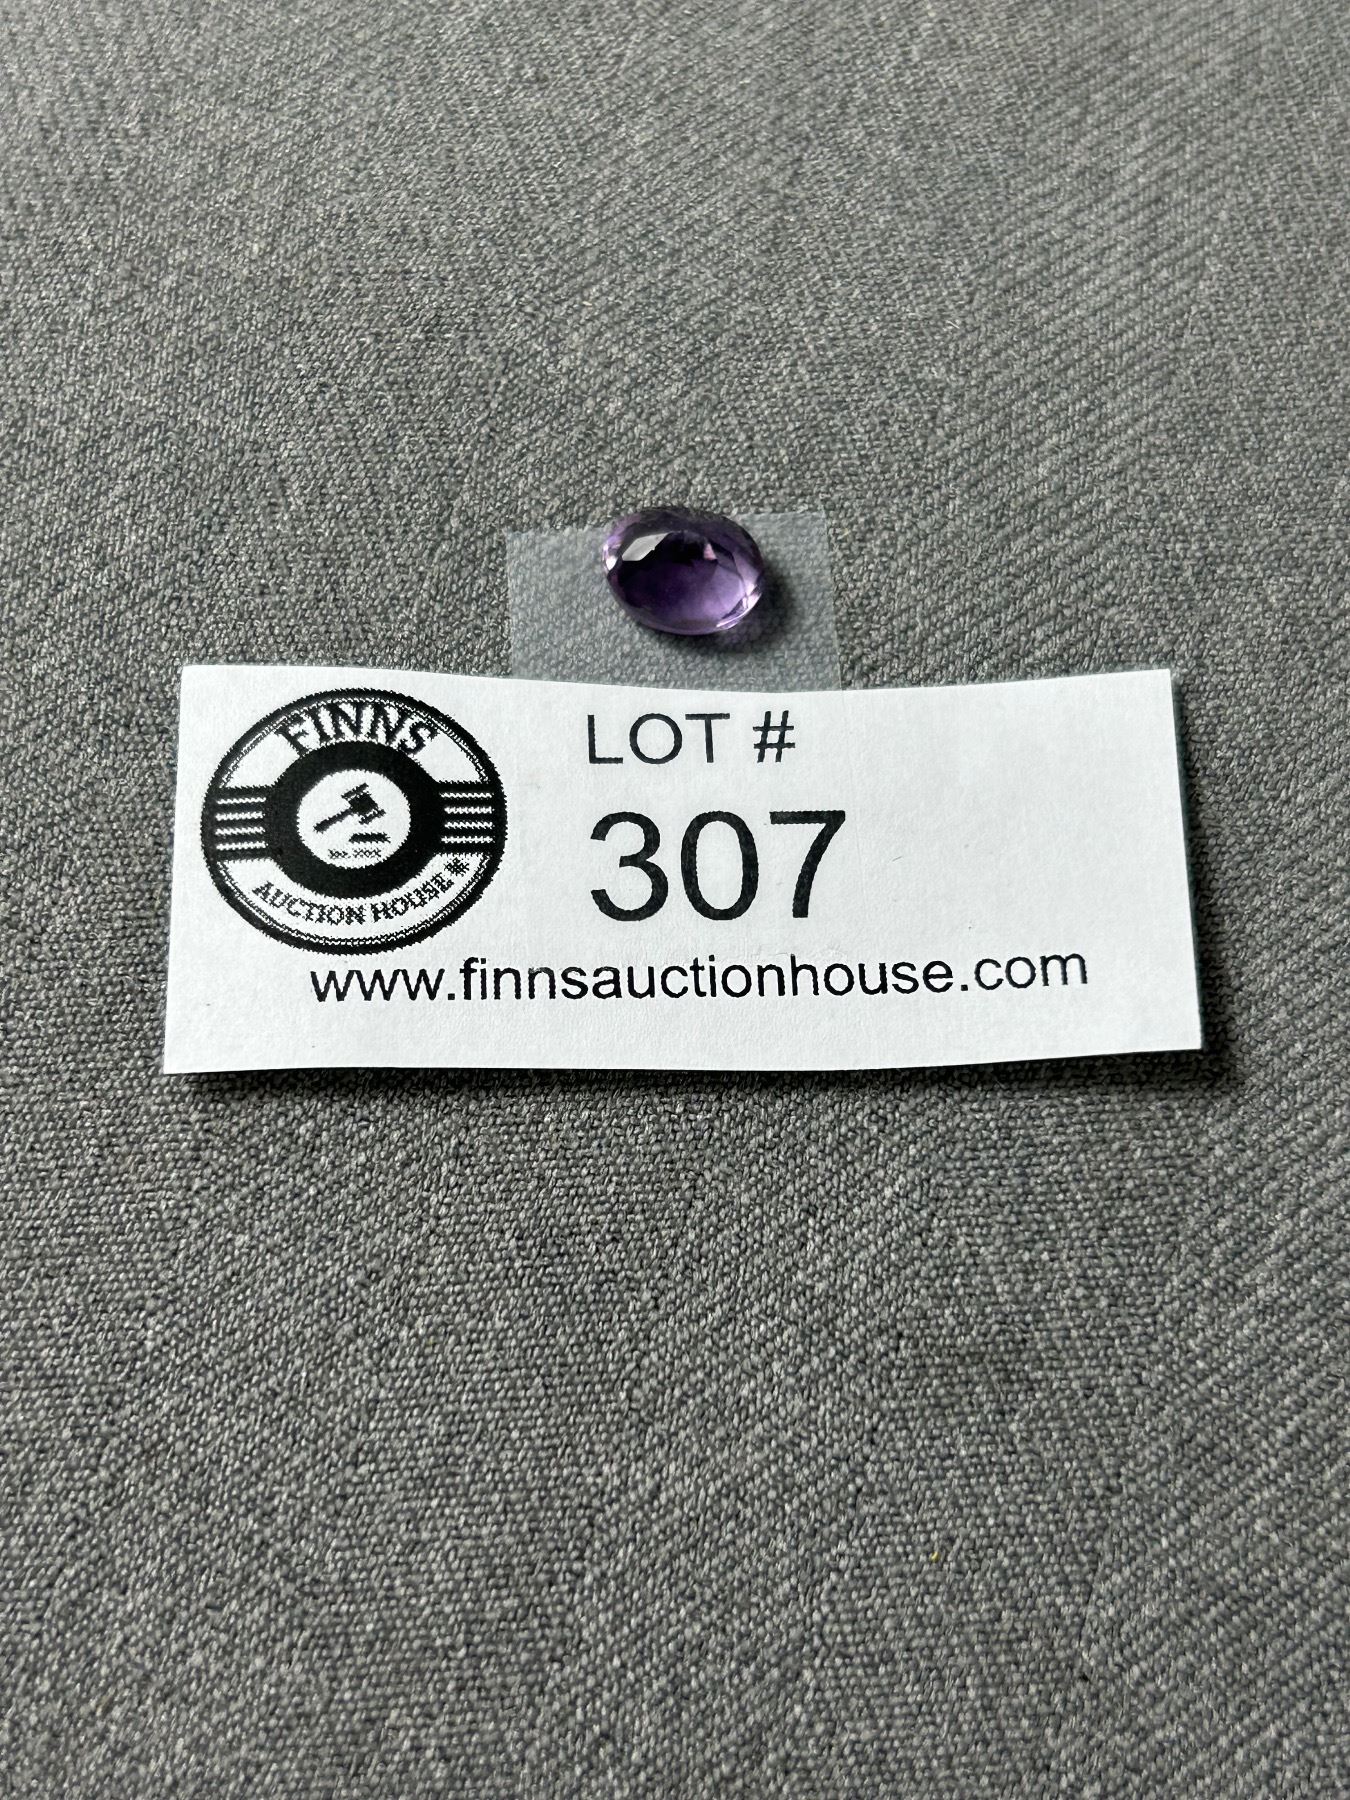 FINNS
AUCTION HOUSE
LOT #
307
www.finnsauctionhouse.com